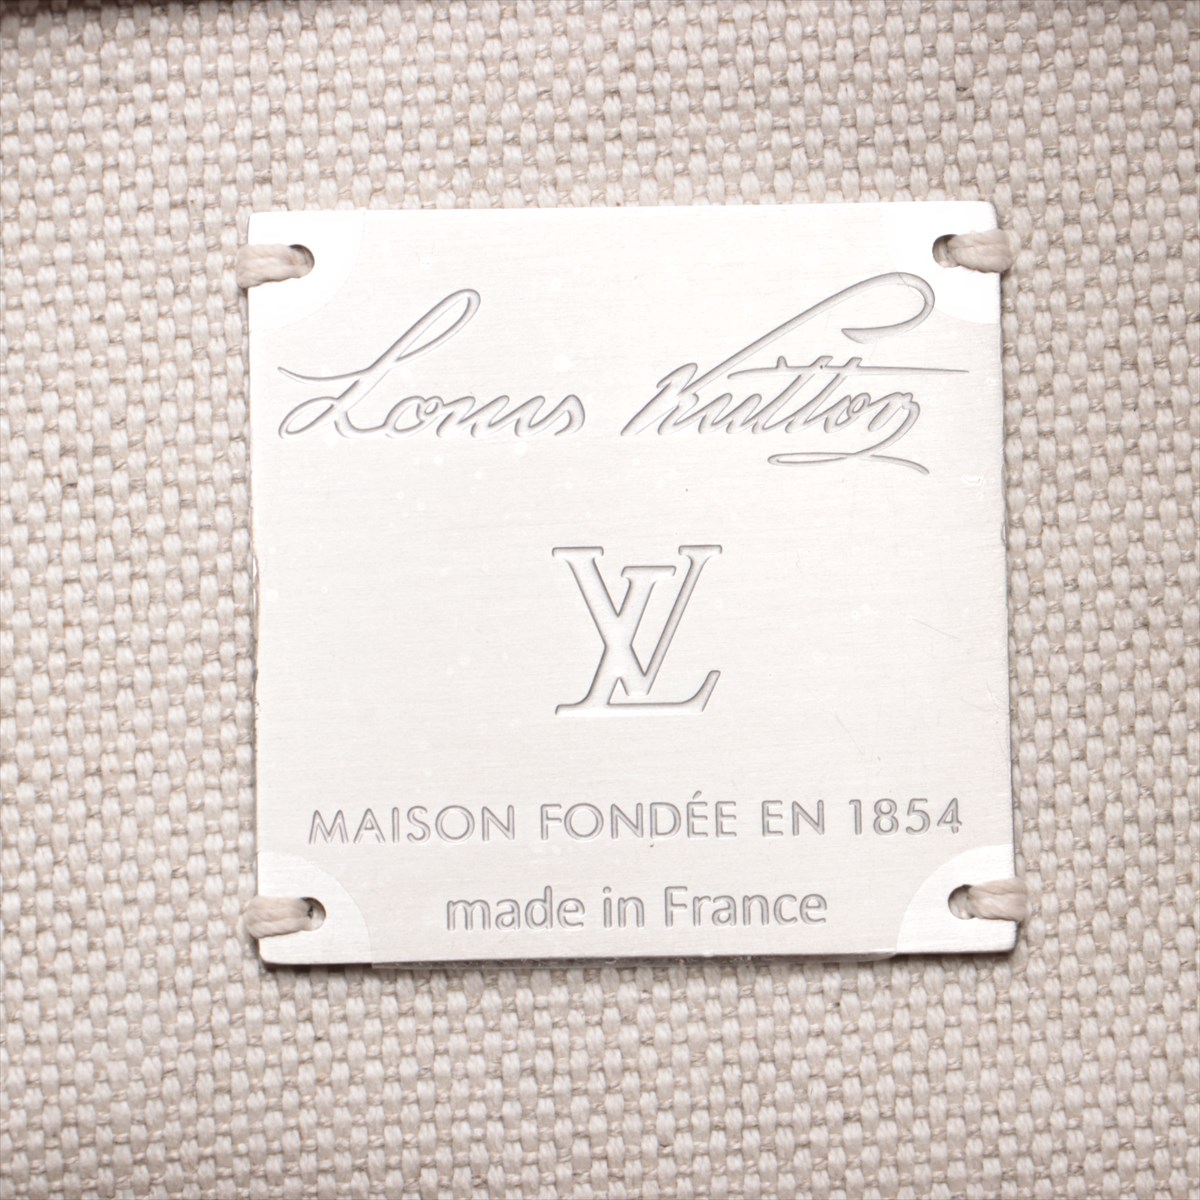 Louis Vuitton
LV
MAISON FONDÉE EN 1854
made in France